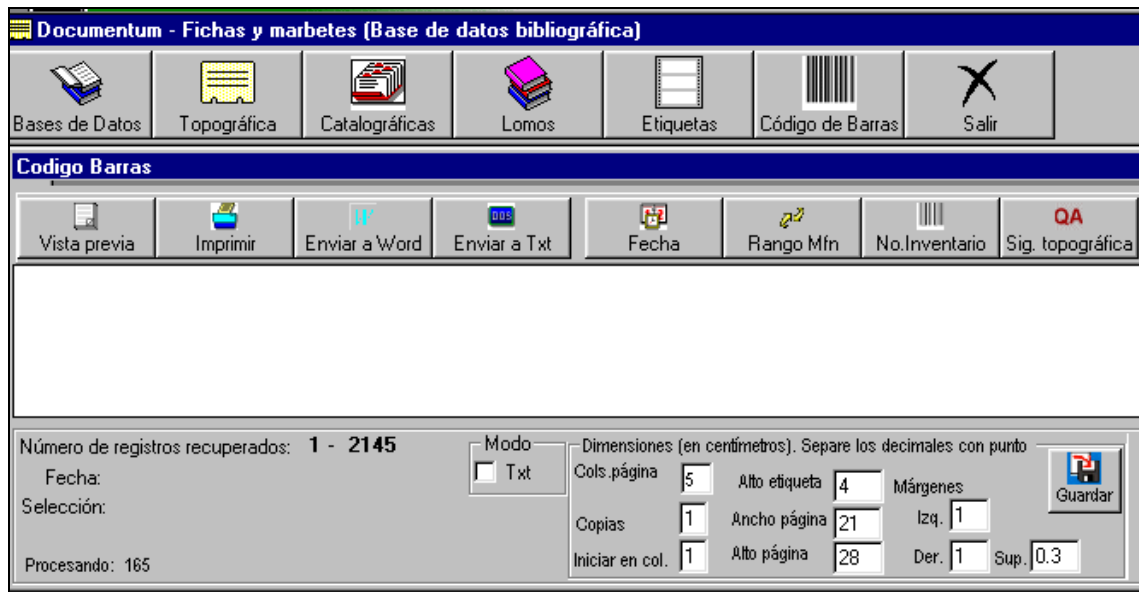 Documentum - Fichas y marbetes (Base de datos bibliográfica)
Bases de Datos Topográfica Catalográficas Lomos Etiquetas Código de Barras Salir
Codigo Barras
DOS QA
Vista previa Imprimir Enviar a Word Enviar a Txt Fecha Rango Mfn No.Inventario Sig. topográfica
Número de registros recuperados: 1 - 2145
Fecha:
Selección:
Procesando: 165
Modo
Txt
Dimensiones (en centímetros). Separe los decimales con punto
Cols.página 5 Alto etiqueta 4 Márgenes Guardar
Copias 1 Ancho página 21 Izq. 1
Iniciar en col. 1 Alto página 28 Der. 1 Sup. 0.3